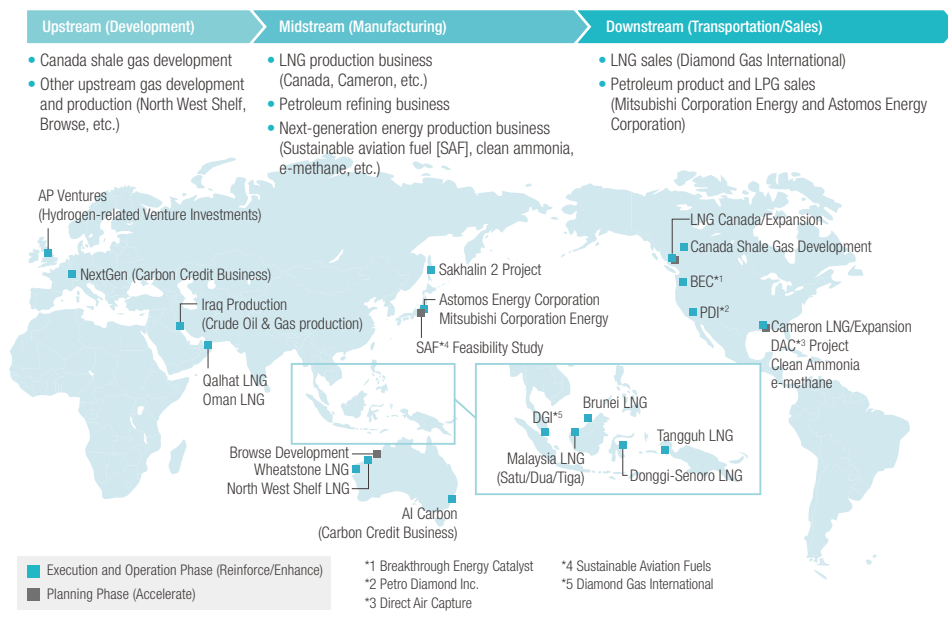 Upstream (Development)
Midstream (Manufacturing)
Downstream (Transportation/Sales)
• Canada shale gas development
• Other upstream gas development
and production (North West Shelf,
Browse, etc.)
• LNG production business
(Canada, Cameron, etc.)
• Petroleum refining business
• Next-generation energy production business
(Sustainable aviation fuel [SAF], clean ammonia,
e-methane, etc.)
• LNG sales (Diamond Gas International)
• Petroleum product and LPG sales
(Mitsubishi Corporation Energy and Astomos Energy
Corporation)
AP Ventures
(Hydrogen-related Venture Investments)
NextGen (Carbon Credit Business)
Iraq Production
(Crude Oil & Gas production)
Qalhat LNG
Oman LNG
Sakhalin 2 Project
Astomos Energy Corporation
Mitsubishi Corporation Energy
SAF*4 Feasibility Study
LNG Canada/Expansion
Canada Shale Gas Development
BEC*1
PDI*2
Cameron LNG/Expansion
DAC*3 Project
Clean Ammonia
e-methane
Brunei LNG
DGI*5
Tangguh LNG
Malaysia LNG
(Satu/Dua/Tiga)
Donggi-Senoro LNG
Browse Development
Wheatstone LNG
North West Shelf LNG
AI Carbon
(Carbon Credit Business)
Execution and Operation Phase (Reinforce/Enhance)
Planning Phase (Accelerate)
*1 Breakthrough Energy Catalyst
*2 Petro Diamond Inc.
*3 Direct Air Capture
*4 Sustainable Aviation Fuels
*5 Diamond Gas International